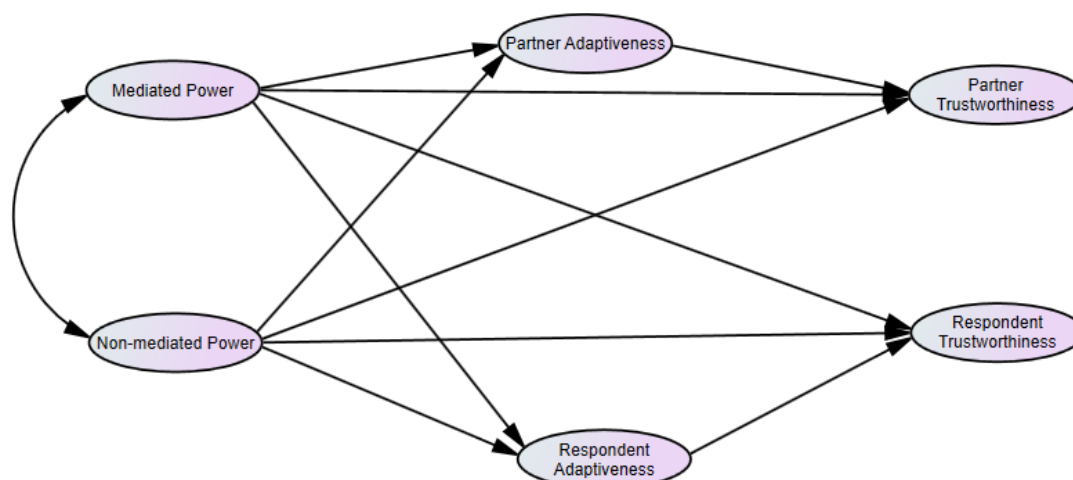 Partner Adaptiveness
Mediated Power
Partner
Trustworthiness
Non-mediated Power
Respondent
Trustworthiness
Respondent
Adaptiveness